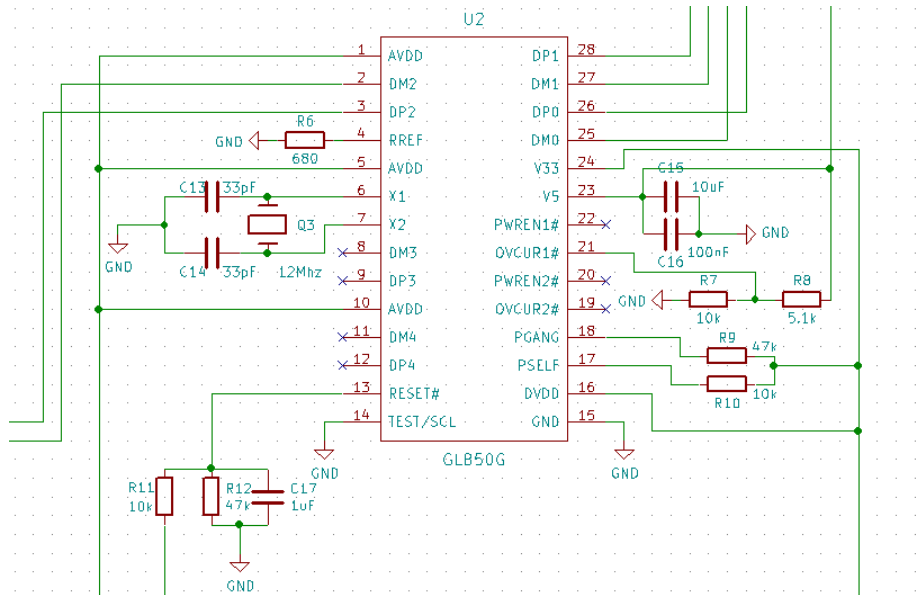 U2
1 AVDD DP1 28
2 DM2 DM1 27
3 DP2 DP0 26
R6
GND 4 RREF DM0 25
680
5 AVDD V33 24
C13 33pF 6 X1 V5 23 C15 10uF
7 X2 PWREN1# 22
Q3
GND
GND 8 DM3 OVCUR1# 21
C14 33pF 12Mhz C16 100nF
9 DP3 PWREN2# 20
R7 R8
10 AVDD OVCUR2# 19 GND
10k 5.1k
11 DM4 PGANG 18 R9 47k
12 DP4 PSELF 17
13 RESET# DVDD 16 R10 10k
14 TEST/SCL GND 15
GLB50G
GND GND
R11 R12 C17
10k 47k 1uF
GND